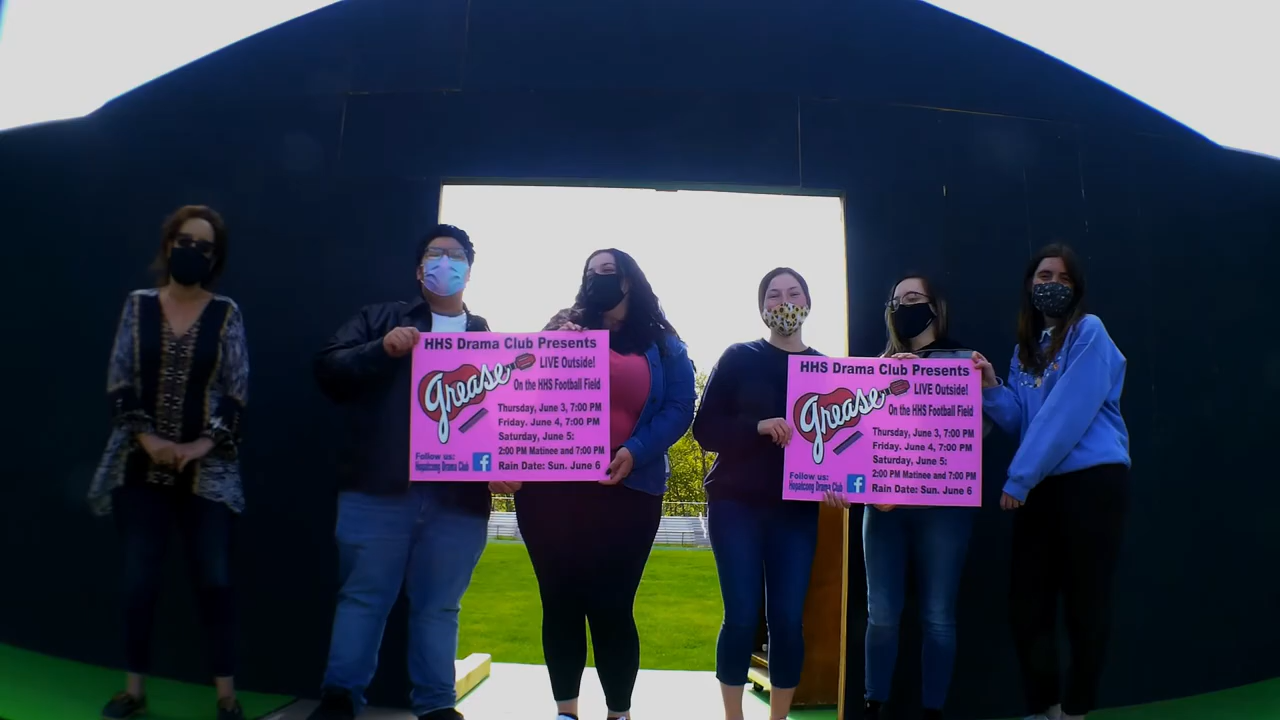 HHS Drama Club Presents
Grease
LIVE Outside!
On the HHS Football Field
Thursday, June 3, 7:00 PM
Friday. June 4, 7:00 PM
Saturday, June 5:
2:00 PM Matinee and 7:00 PM
Rain Date: Sun. June 6
Follow us:
Hopatcong Drama Club
f
HHS Drama Club Presents
Grease
LIVE Outside!
On the HHS Football Field
Thursday, June 3, 7:00 PM
Friday. June 4, 7:00 PM
Saturday, June 5:
2:00 PM Matinee and 7:00 PM
Rain Date: Sun. June 6
Follow us:
Hopatcong Drama Club
f